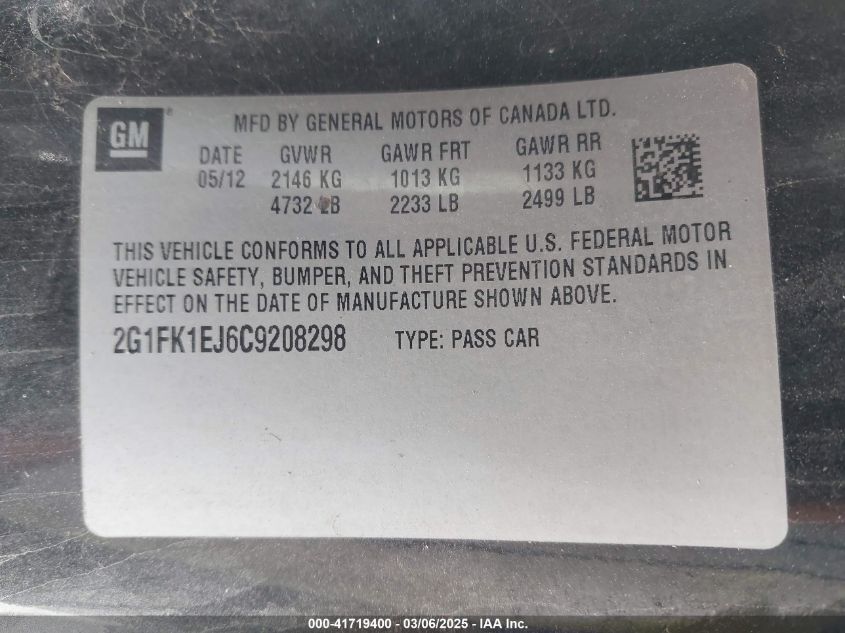 GM®
MFD BY GENERAL MOTORS OF CANADA LTD.
DATE GVWR GAWR FRT GAWR RR
05/12 2146 KG 1013 KG 1133 KG
4732 LB 2233 LB 2499 LB
THIS VEHICLE CONFORMS TO ALL APPLICABLE U.S. FEDERAL MOTOR
VEHICLE SAFETY, BUMPER, AND THEFT PREVENTION STANDARDS IN
EFFECT ON THE DATE OF MANUFACTURE SHOWN ABOVE.
2G1FK1EJ6C9208298 TYPE: PASS CAR
000-41719400 - 03/06/2025 - IAA Inc.